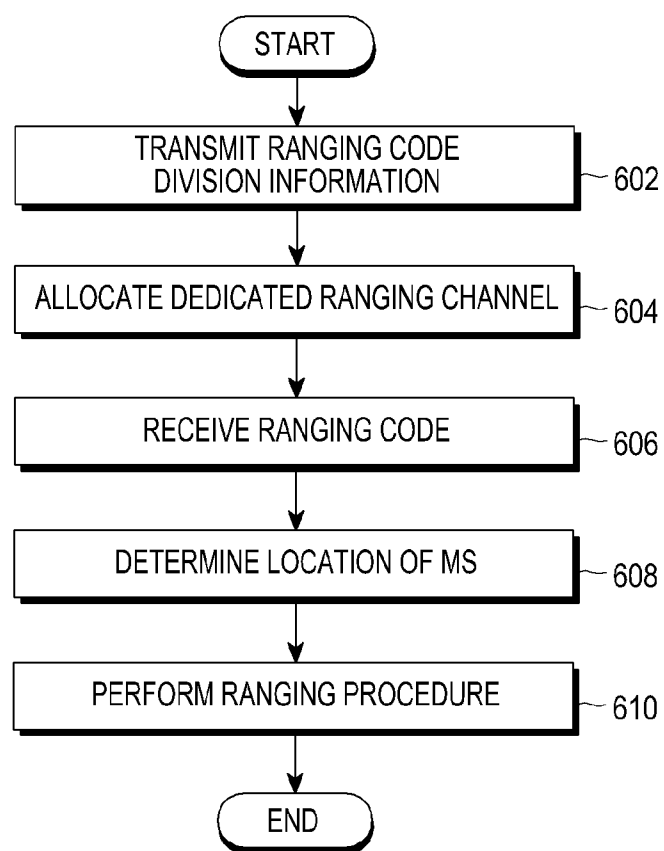 START
TRANSMIT RANGING CODE
DIVISION INFORMATION
602
ALLOCATE DEDICATED RANGING CHANNEL
604
RECEIVE RANGING CODE
606
DETERMINE LOCATION OF MS
608
PERFORM RANGING PROCEDURE
610
END